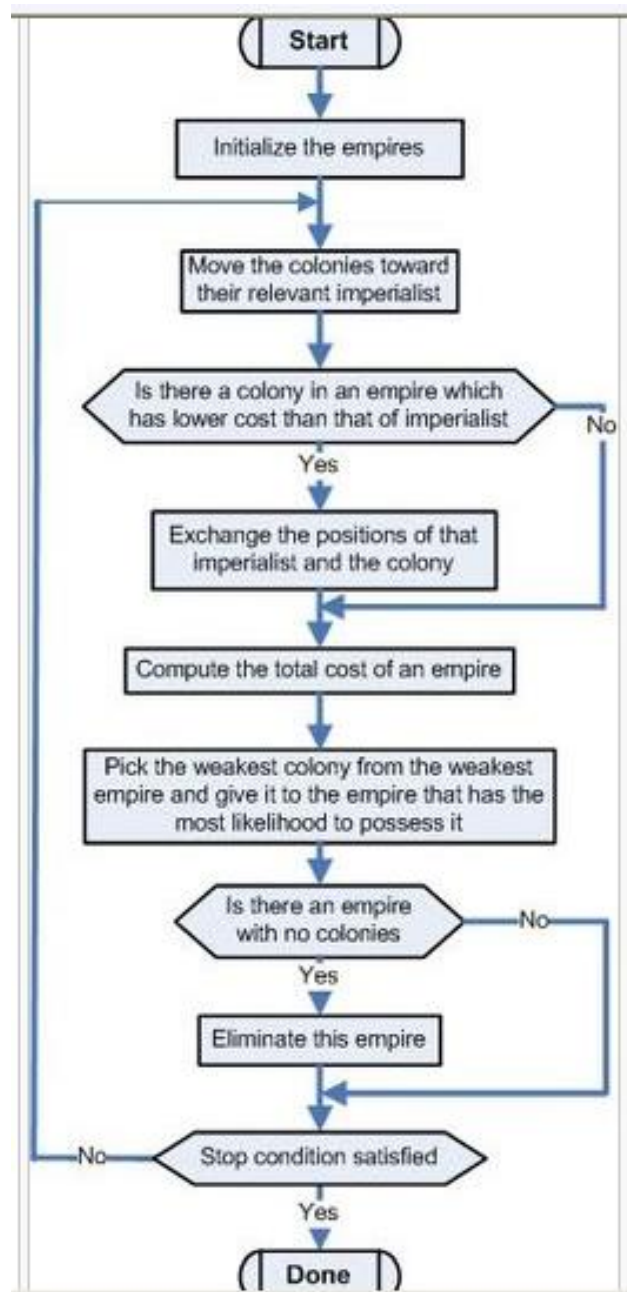 Start
Initialize the empires
Move the colonies toward
their relevant imperialist
Is there a colony in an empire which
has lower cost than that of imperialist
No
Yes
Exchange the positions of that
imperialist and the colony
Compute the total cost of an empire
Pick the weakest colony from the weakest
empire and give it to the empire that has the
most likelihood to possess it
Is there an empire
with no colonies
No
Yes
Eliminate this empire
No
Stop condition satisfied
Yes
Done